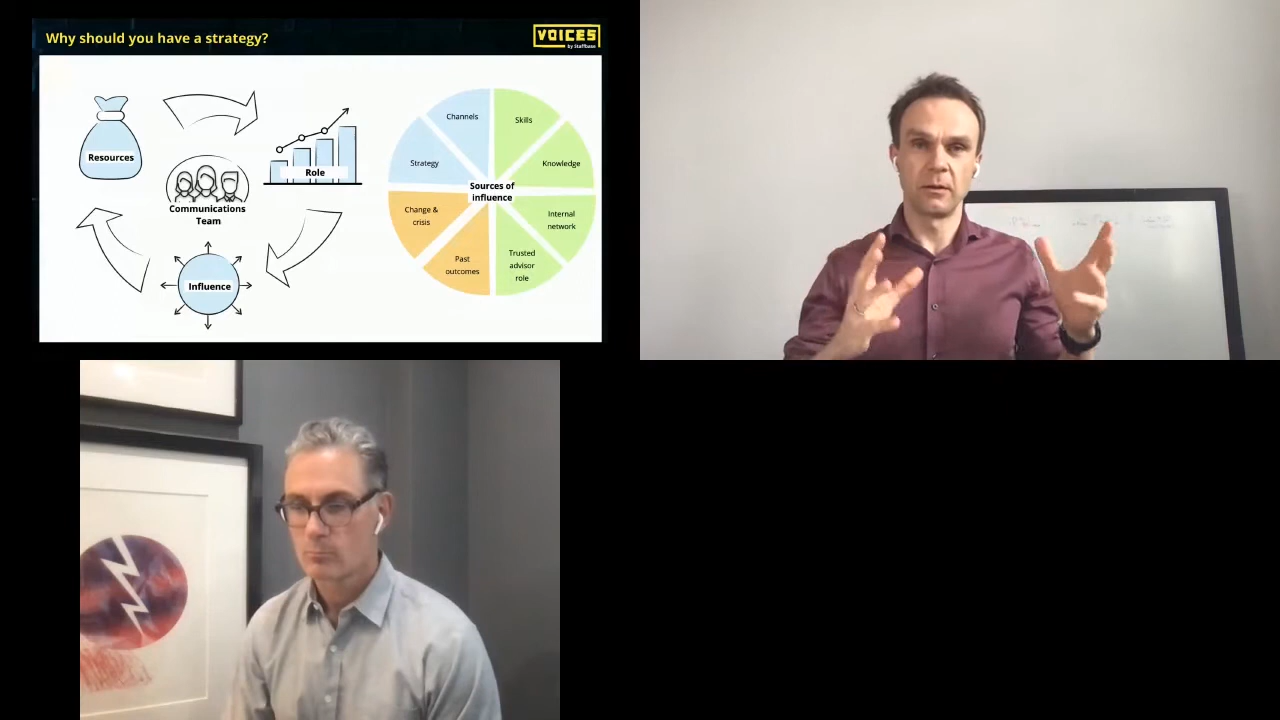 Why should you have a strategy?
VOICES
by Staffbase
Resources
Role
Communications
Team
Influence
Channels
Skills
Strategy
Knowledge
Sources of
influence
Change &
crisis
Internal
network
Past
outcomes
Trusted
advisor
role